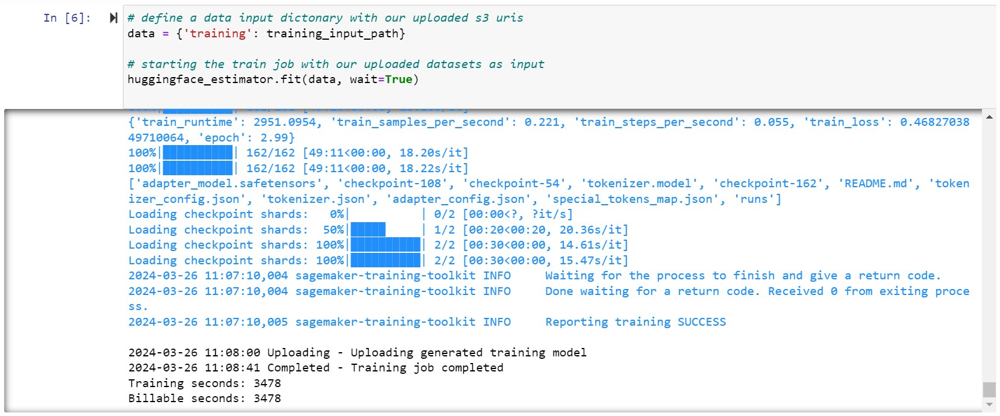 In [6]:
# define a data input dictonary with our uploaded s3 uris
data = {'training': training_input_path}
# starting the train job with our uploaded datasets as input
huggingface_estimator.fit(data, wait=True)
{'train_runtime': 2951.0954, 'train_samples_per_second': 0.221, 'train_steps_per_second': 0.055, 'train_loss': 0.46827038
49710064, 'epoch': 2.99}
100%|██████████| 162/162 [49:11<00:00, 18.20s/it]
100%|██████████| 162/162 [49:11<00:00, 18.22s/it]
['adapter_model.safetensors', 'checkpoint-108', 'checkpoint-54', 'tokenizer.model', 'checkpoint-162', 'README.md', 'token
izer_config.json', 'tokenizer.json', 'adapter_config.json', 'special_tokens_map.json', 'runs']
Loading checkpoint shards:   0%|          | 0/2 [00:00<?, ?it/s]
Loading checkpoint shards:  50%|█████     | 1/2 [00:20<00:20, 20.36s/it]
Loading checkpoint shards: 100%|██████████| 2/2 [00:30<00:00, 14.61s/it]
Loading checkpoint shards: 100%|██████████| 2/2 [00:30<00:00, 15.47s/it]
2024-03-26 11:07:10,004 sagemaker-training-toolkit INFO     Waiting for the process to finish and give a return code.
2024-03-26 11:07:10,004 sagemaker-training-toolkit INFO     Done waiting for a return code. Received 0 from exiting proce
ss.
2024-03-26 11:07:10,005 sagemaker-training-toolkit INFO     Reporting training SUCCESS
2024-03-26 11:08:00 Uploading - Uploading generated training model
2024-03-26 11:08:41 Completed - Training job completed
Training seconds: 3478
Billable seconds: 3478